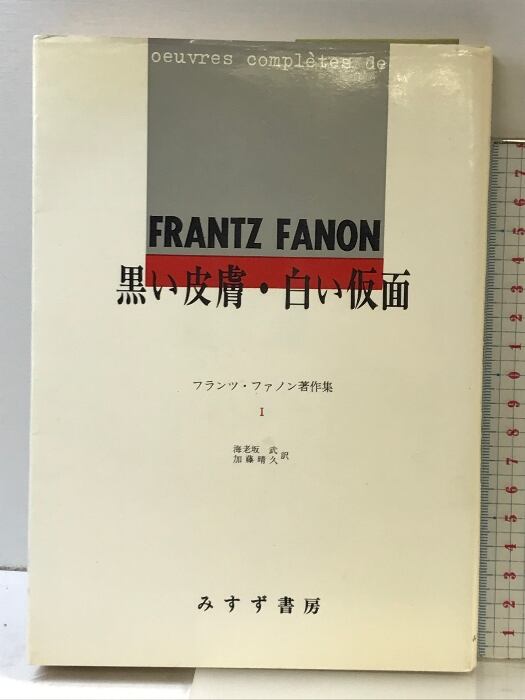 oeuvres complètes de
FRANTZ FANON
黒い皮膚・白い仮面
フランツ・ファノン著作集
I
海老坂 武
加藤晴久 訳
みすず書房